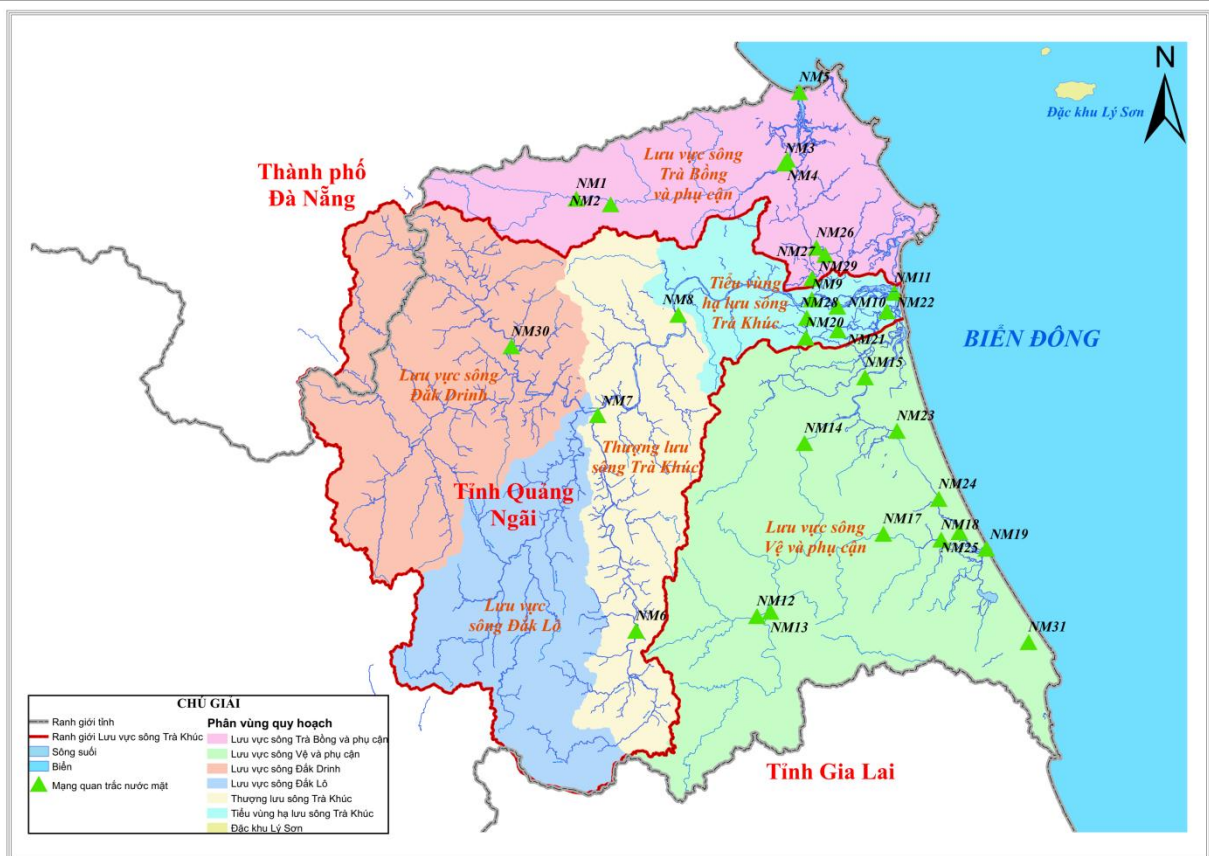 N
Đặc khu Lý Sơn
NM5
Thành phố
Đà Nẵng
Lưu vực sông
Trà Bồng
và phụ cận
NM3
NM4
NM1
NM2
NM26
NM27
NM29
NM9
NM11
Tiểu vùng
hạ lưu sông
Trà Khúc
NM8
NM28
NM10
NM22
NM20
NM21
BIỂN ĐÔNG
NM30
NM15
Lưu vực sông
Đắk Drinh
NM7
NM23
NM14
Thượng lưu
sông Trà Khúc
Tỉnh Quảng
Ngãi
NM24
NM17
Lưu vực sông
Vệ và phụ cận
NM18
NM25
NM19
Lưu vực
sông Đắk Lô
NM12
NM13
NM6
NM31
Tỉnh Gia Lai
CHÚ GIẢI
Ranh giới tỉnh
Ranh giới Lưu vực sông Trà Khúc
Sông suối
Biển
Mạng quan trắc nước mặt
Phân vùng quy hoạch
Lưu vực sông Trà Bồng và phụ cận
Lưu vực sông Vệ và phụ cận
Lưu vực sông Đắk Drinh
Lưu vực sông Đắk Lô
Thượng lưu sông Trà Khúc
Tiểu vùng hạ lưu sông Trà Khúc
Đặc khu Lý Sơn